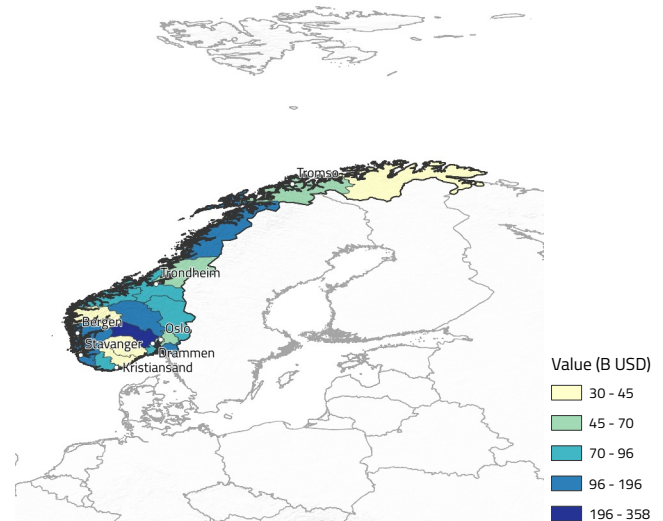 Tromsø
Trondheim
Bergen
Oslo
Stavanger
Drammen
Kristiansand
Value (B USD)
30 - 45
45 - 70
70 - 96
96 - 196
196 - 358